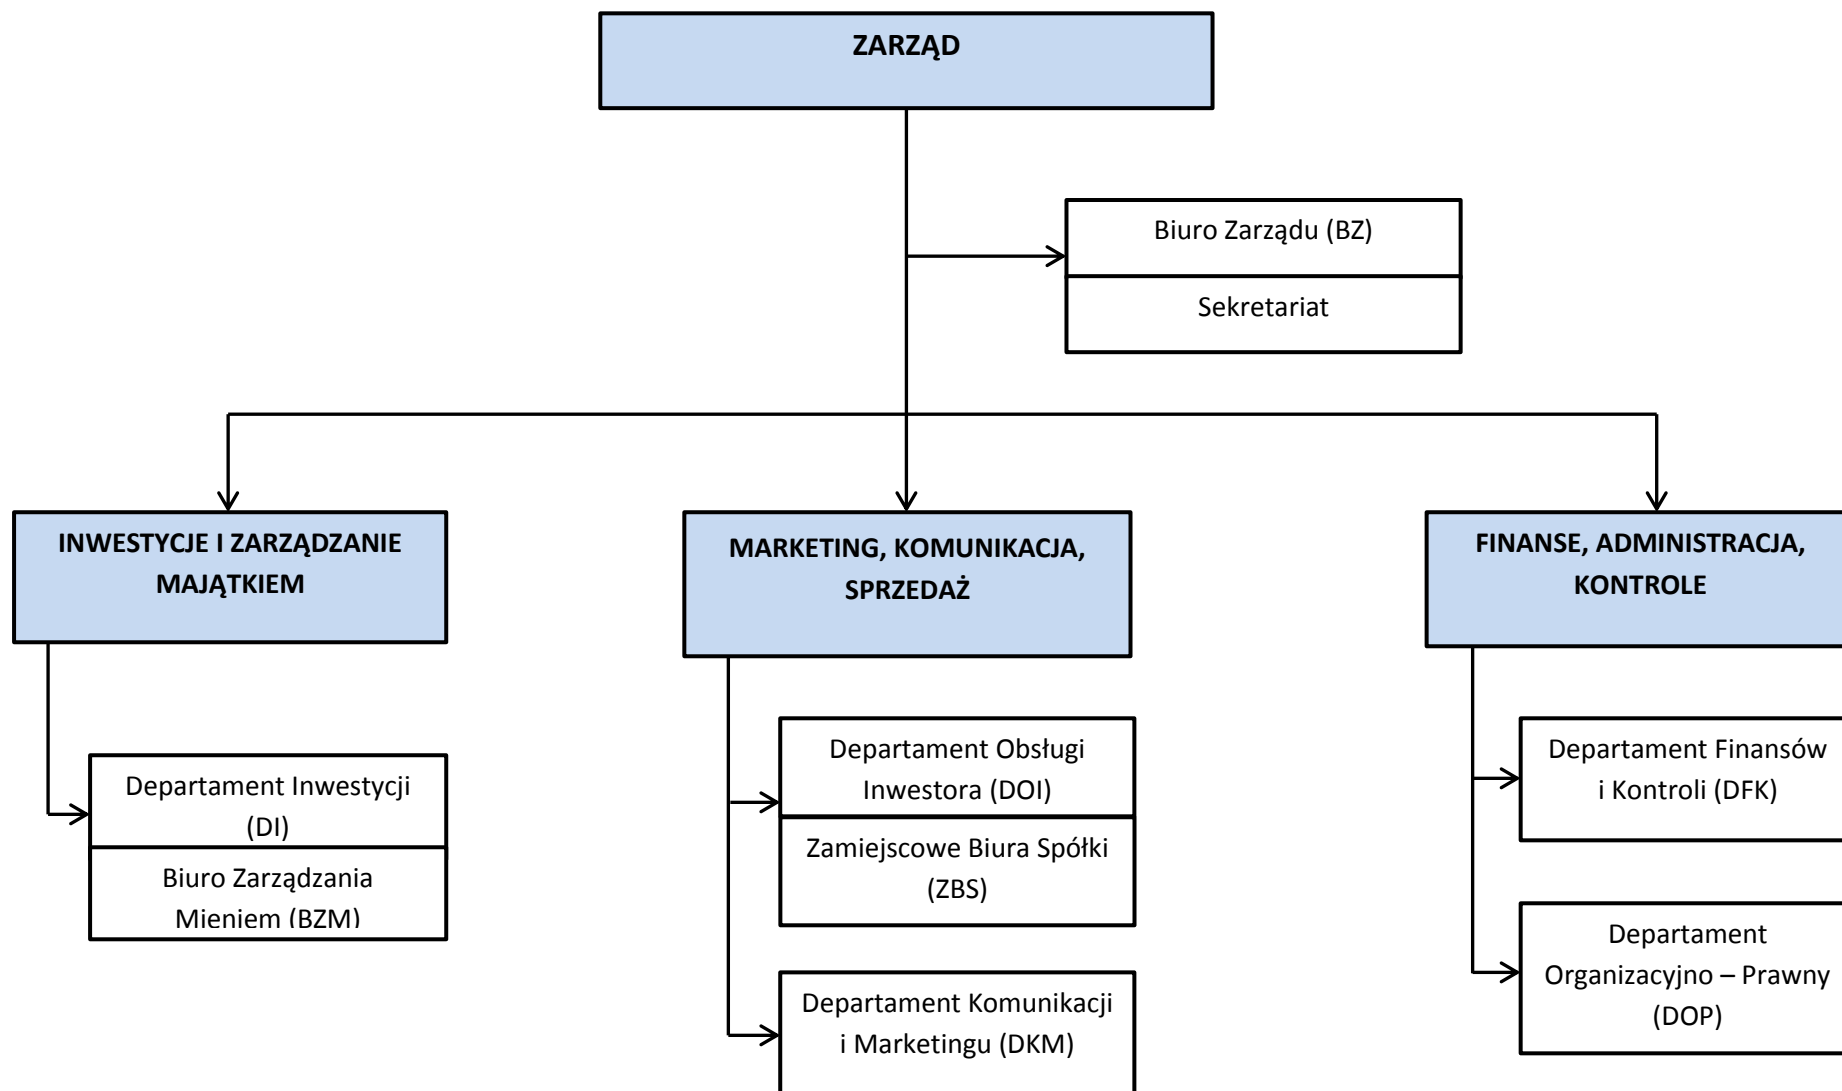 ZARZĄD
Biuro Zarządu (BZ)
Sekretariat
INWESTYCJE I ZARZĄDZANIE
MAJĄTKIEM
Departament Inwestycji
(DI)
Biuro Zarządzania
Mieniem (BZM)
MARKETING, KOMUNIKACJA,
SPRZEDAŻ
Departament Obsługi
Inwestora (DOI)
Zamiejscowe Biura Spółki
(ZBS)
Departament Komunikacji
i Marketingu (DKM)
FINANSE, ADMINISTRACJA,
KONTROLE
Departament Finansów
i Kontroli (DFK)
Departament
Organizacyjno – Prawny
(DOP)